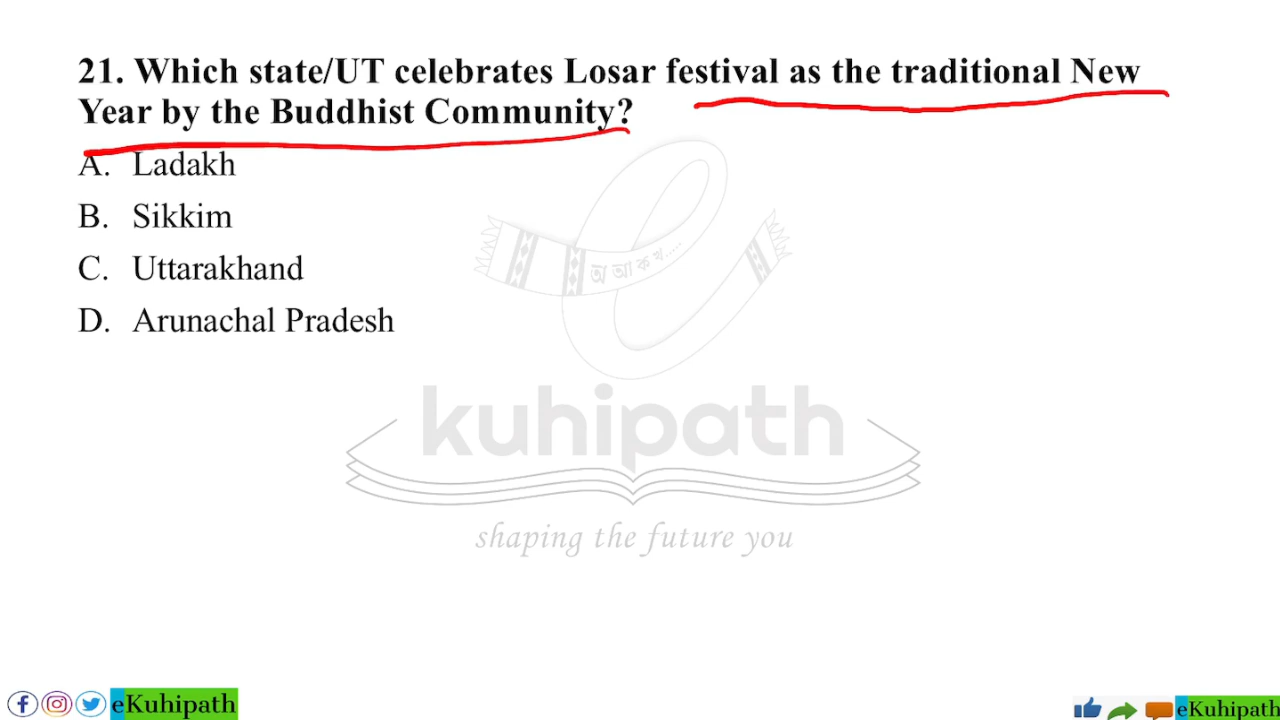 21. Which state/UT celebrates Losar festival as the traditional New
Year by the Buddhist Community?
A. Ladakh
B. Sikkim
C. Uttarakhand
D. Arunachal Pradesh
অ আ ক খ.....
kuhipath
shaping the future you
eKuhipath
eKuhipath